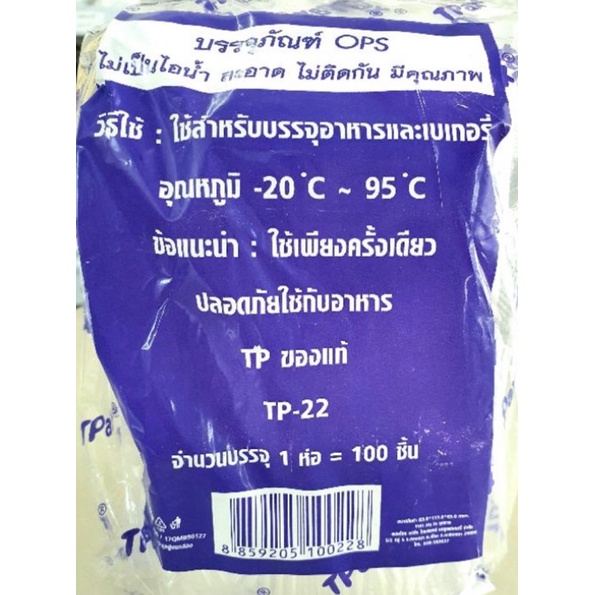 บรรจุภัณฑ์ OPS
ไม่เป็นไอน้ำ สะอาด ไม่ติดกัน มีคุณภาพ
วิธีใช้ : ใช้สำหรับบรรจุอาหารและเบเกอรี่
อุณหภูมิ -20 °C ~ 95 °C
ข้อแนะนำ : ใช้เพียงครั้งเดียว
ปลอดภัยใช้กับอาหาร
TP ของแท้
TP-22
จำนวนบรรจุ 1 ห่อ = 100 ชิ้น
8 859205 100228